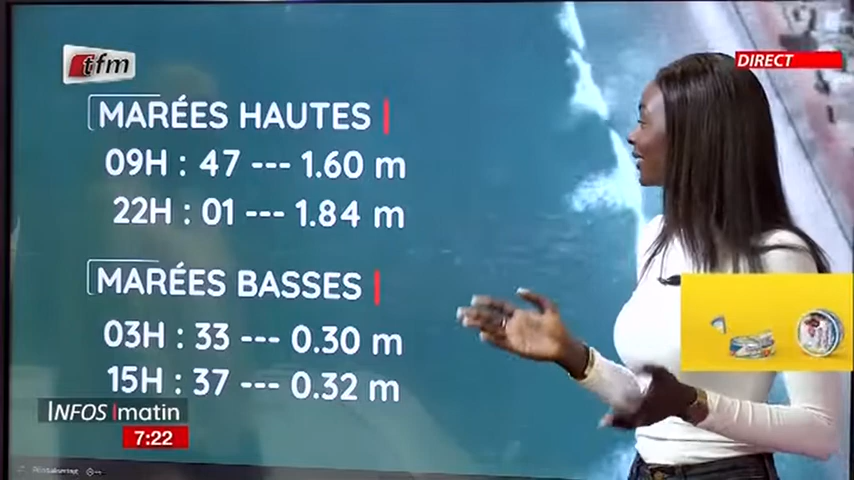 tfm
DIRECT
MARÉES HAUTES
09H : 47 --- 1.60 m
22H : 01 --- 1.84 m
MARÉES BASSES
03H : 33 --- 0.30 m
15H : 37 --- 0.32 m
INFOS matin
7:22